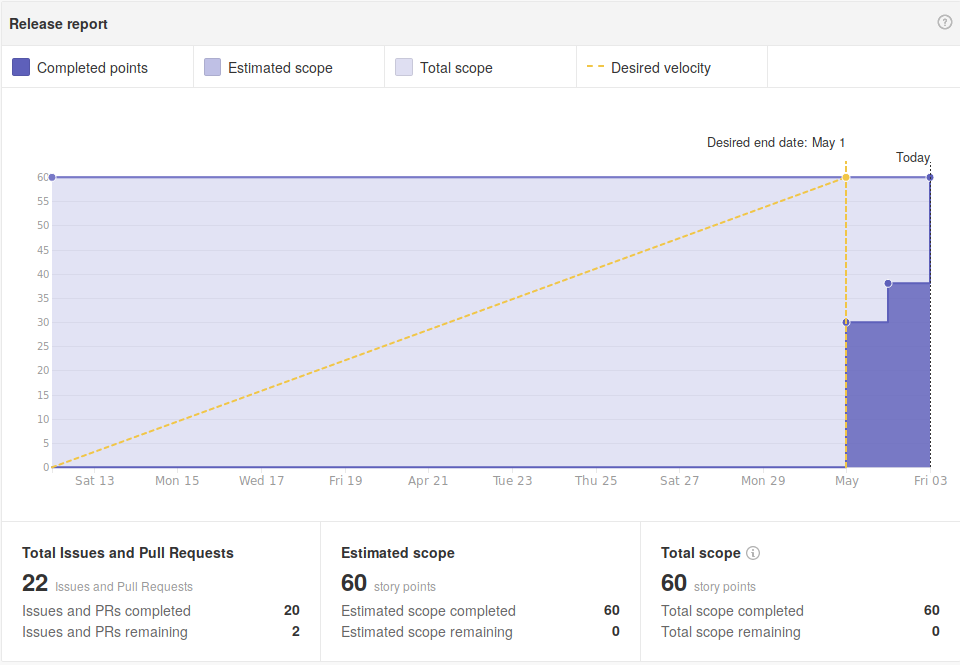 Release report
Completed points
Estimated scope
Total scope
Desired velocity
Desired end date: May 1
Today
60
55
50
45
40
35
30
25
20
15
10
5
0
Sat 13 Mon 15 Wed 17 Fri 19 Apr 21 Tue 23 Thu 25 Sat 27 Mon 29 May Fri 03
Total Issues and Pull Requests
22 Issues and Pull Requests
Issues and PRs completed 20
Issues and PRs remaining 2
Estimated scope
60 story points
Estimated scope completed 60
Estimated scope remaining 0
Total scope
60 story points
Total scope completed 60
Total scope remaining 0